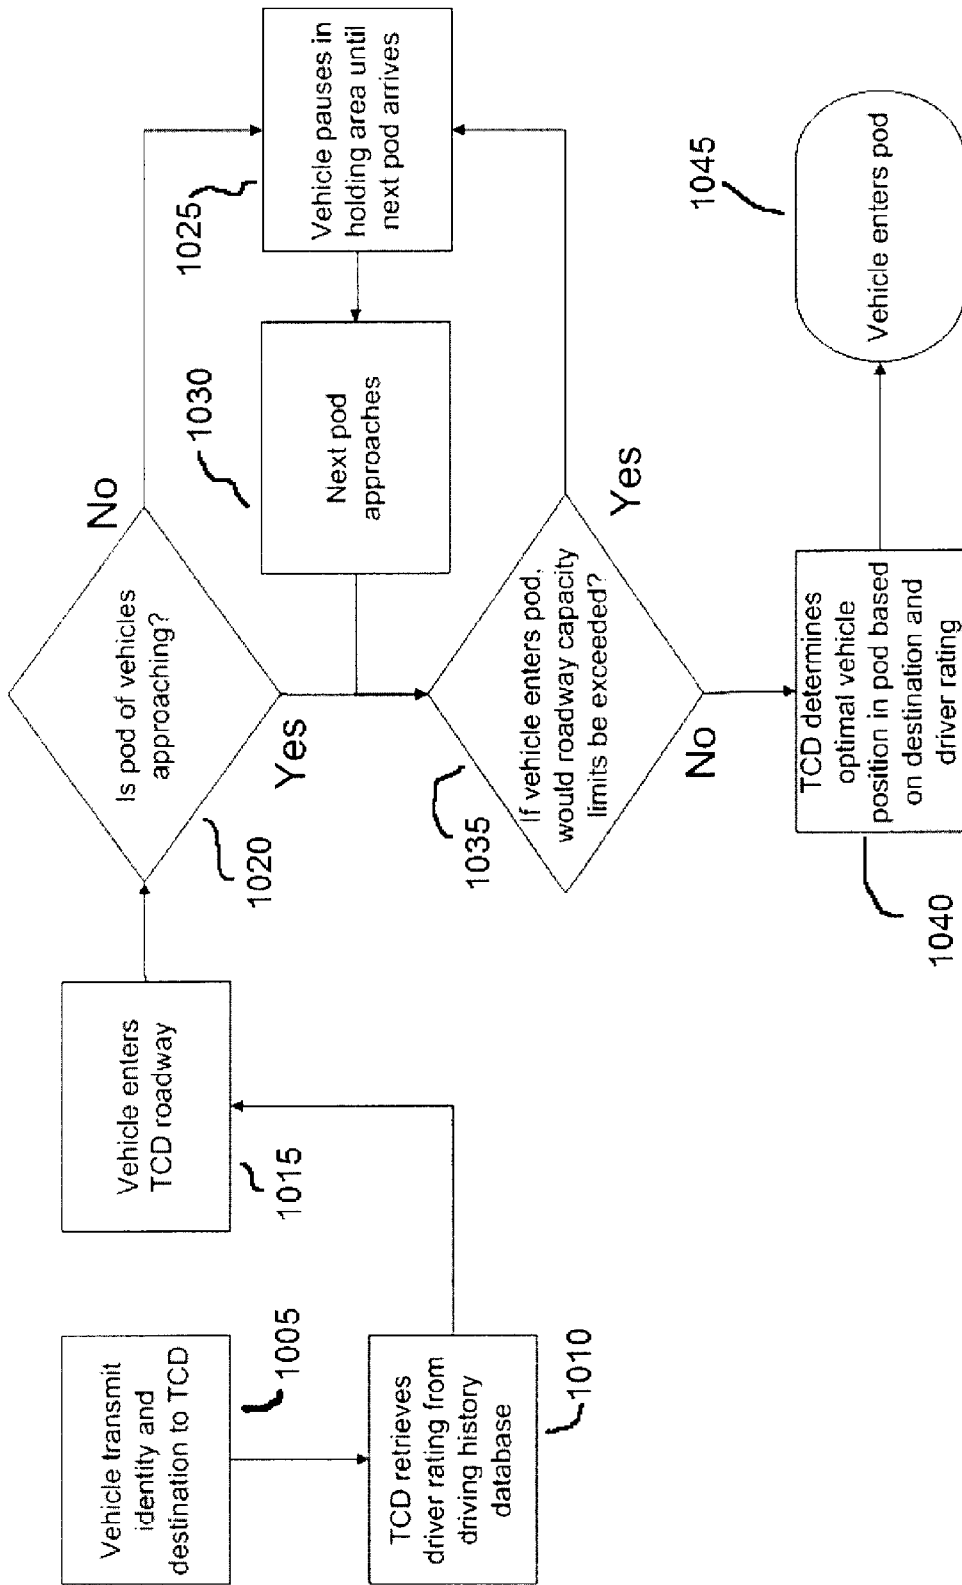 Vehicle transmit
identity and
destination to TCD
1005
TCD retrieves
driver rating from
driving history
database
1010
Vehicle enters
TCD roadway
1015
Is pod of vehicles
approaching?
1020
No
Yes
Vehicle pauses in
holding area until
next pod arrives
1025
Next pod
approaches
1030
If vehicle enters pod,
would roadway capacity
limits be exceeded?
1035
Yes
No
TCD determines
optimal vehicle
position in pod based
on destination and
driver rating
1040
Vehicle enters pod
1045